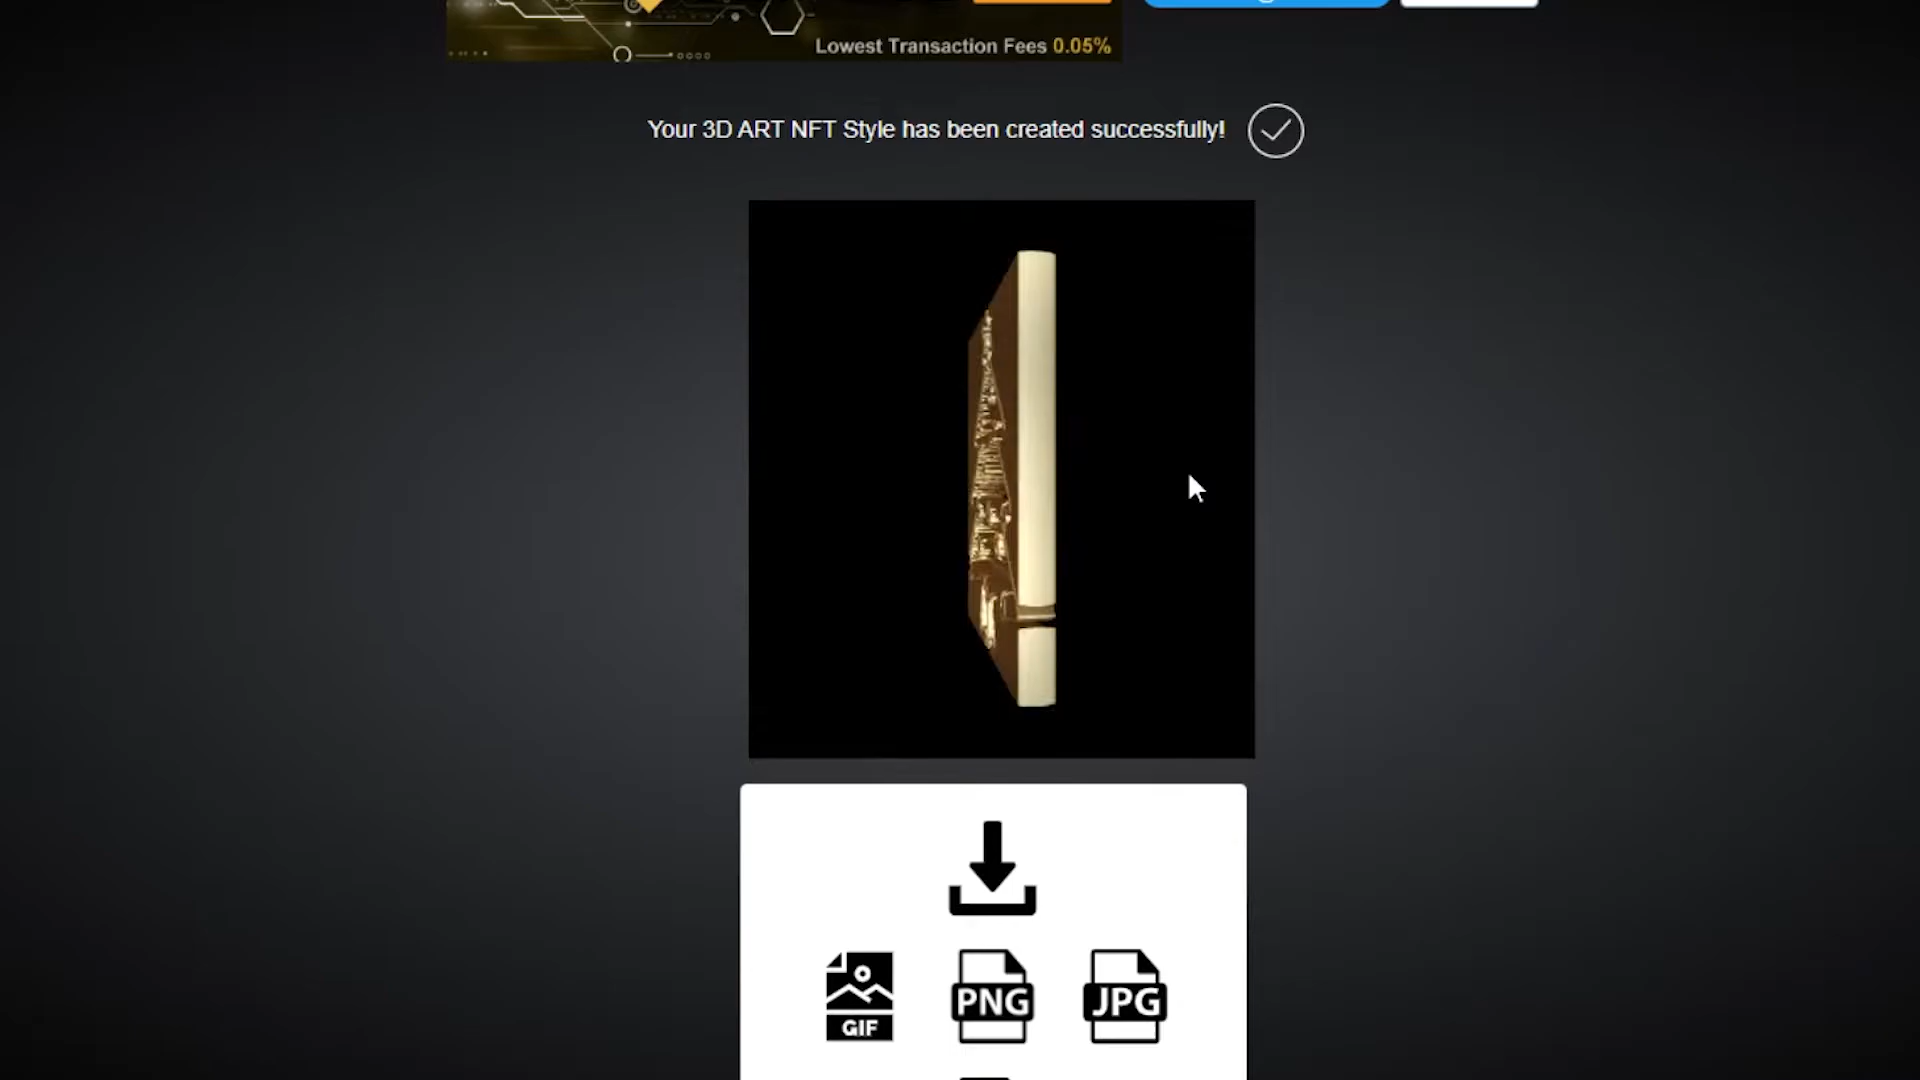 Lowest Transaction Fees 0.05%
Your 3D ART NFT Style has been created successfully!
GIF
PNG
JPG